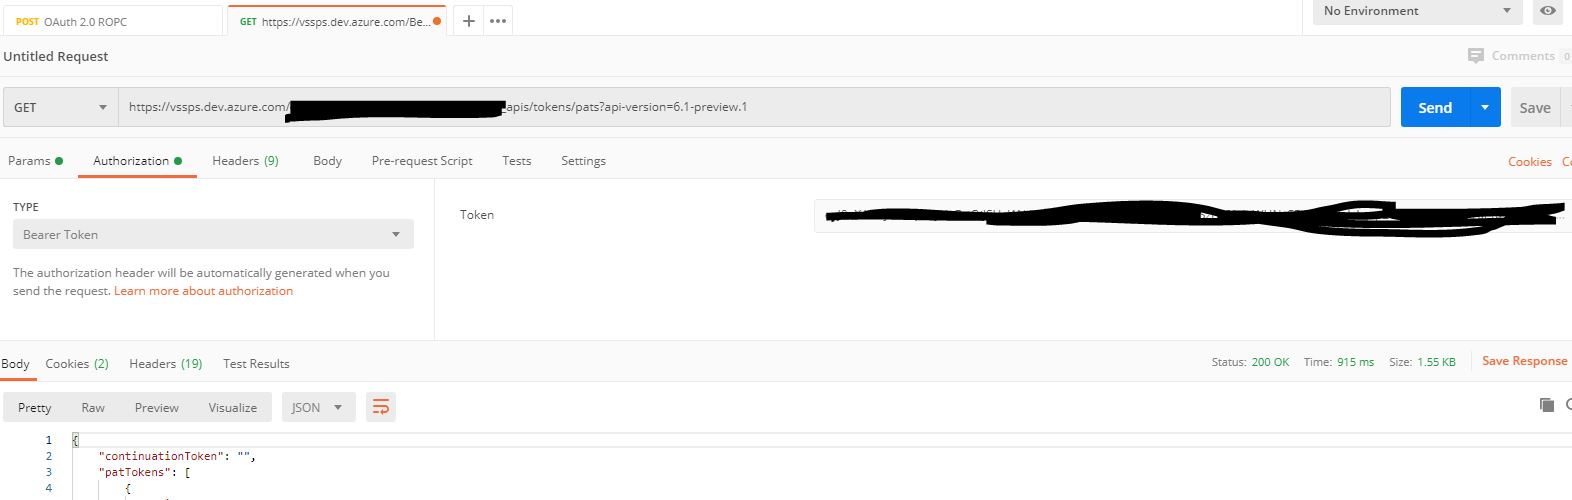 POST OAuth 2.0 ROPC
GET https://vssps.dev.azure.com/Be...
No Environment
Untitled Request
Comments 0
GET
https://vssps.dev.azure.com/
_apis/tokens/pats?api-version=6.1-preview.1
Send
Save
Params
Authorization
Headers (9)
Body
Pre-request Script
Tests
Settings
Cookies
TYPE
Bearer Token
The authorization header will be automatically generated when you
send the request. Learn more about authorization
Token
Body
Cookies (2)
Headers (19)
Test Results
Status: 200 OK
Time: 915 ms
Size: 1.55 KB
Save Response
Pretty
Raw
Preview
Visualize
JSON
1 {
2 "continuationToken": "",
3 "patTokens": [
4 {